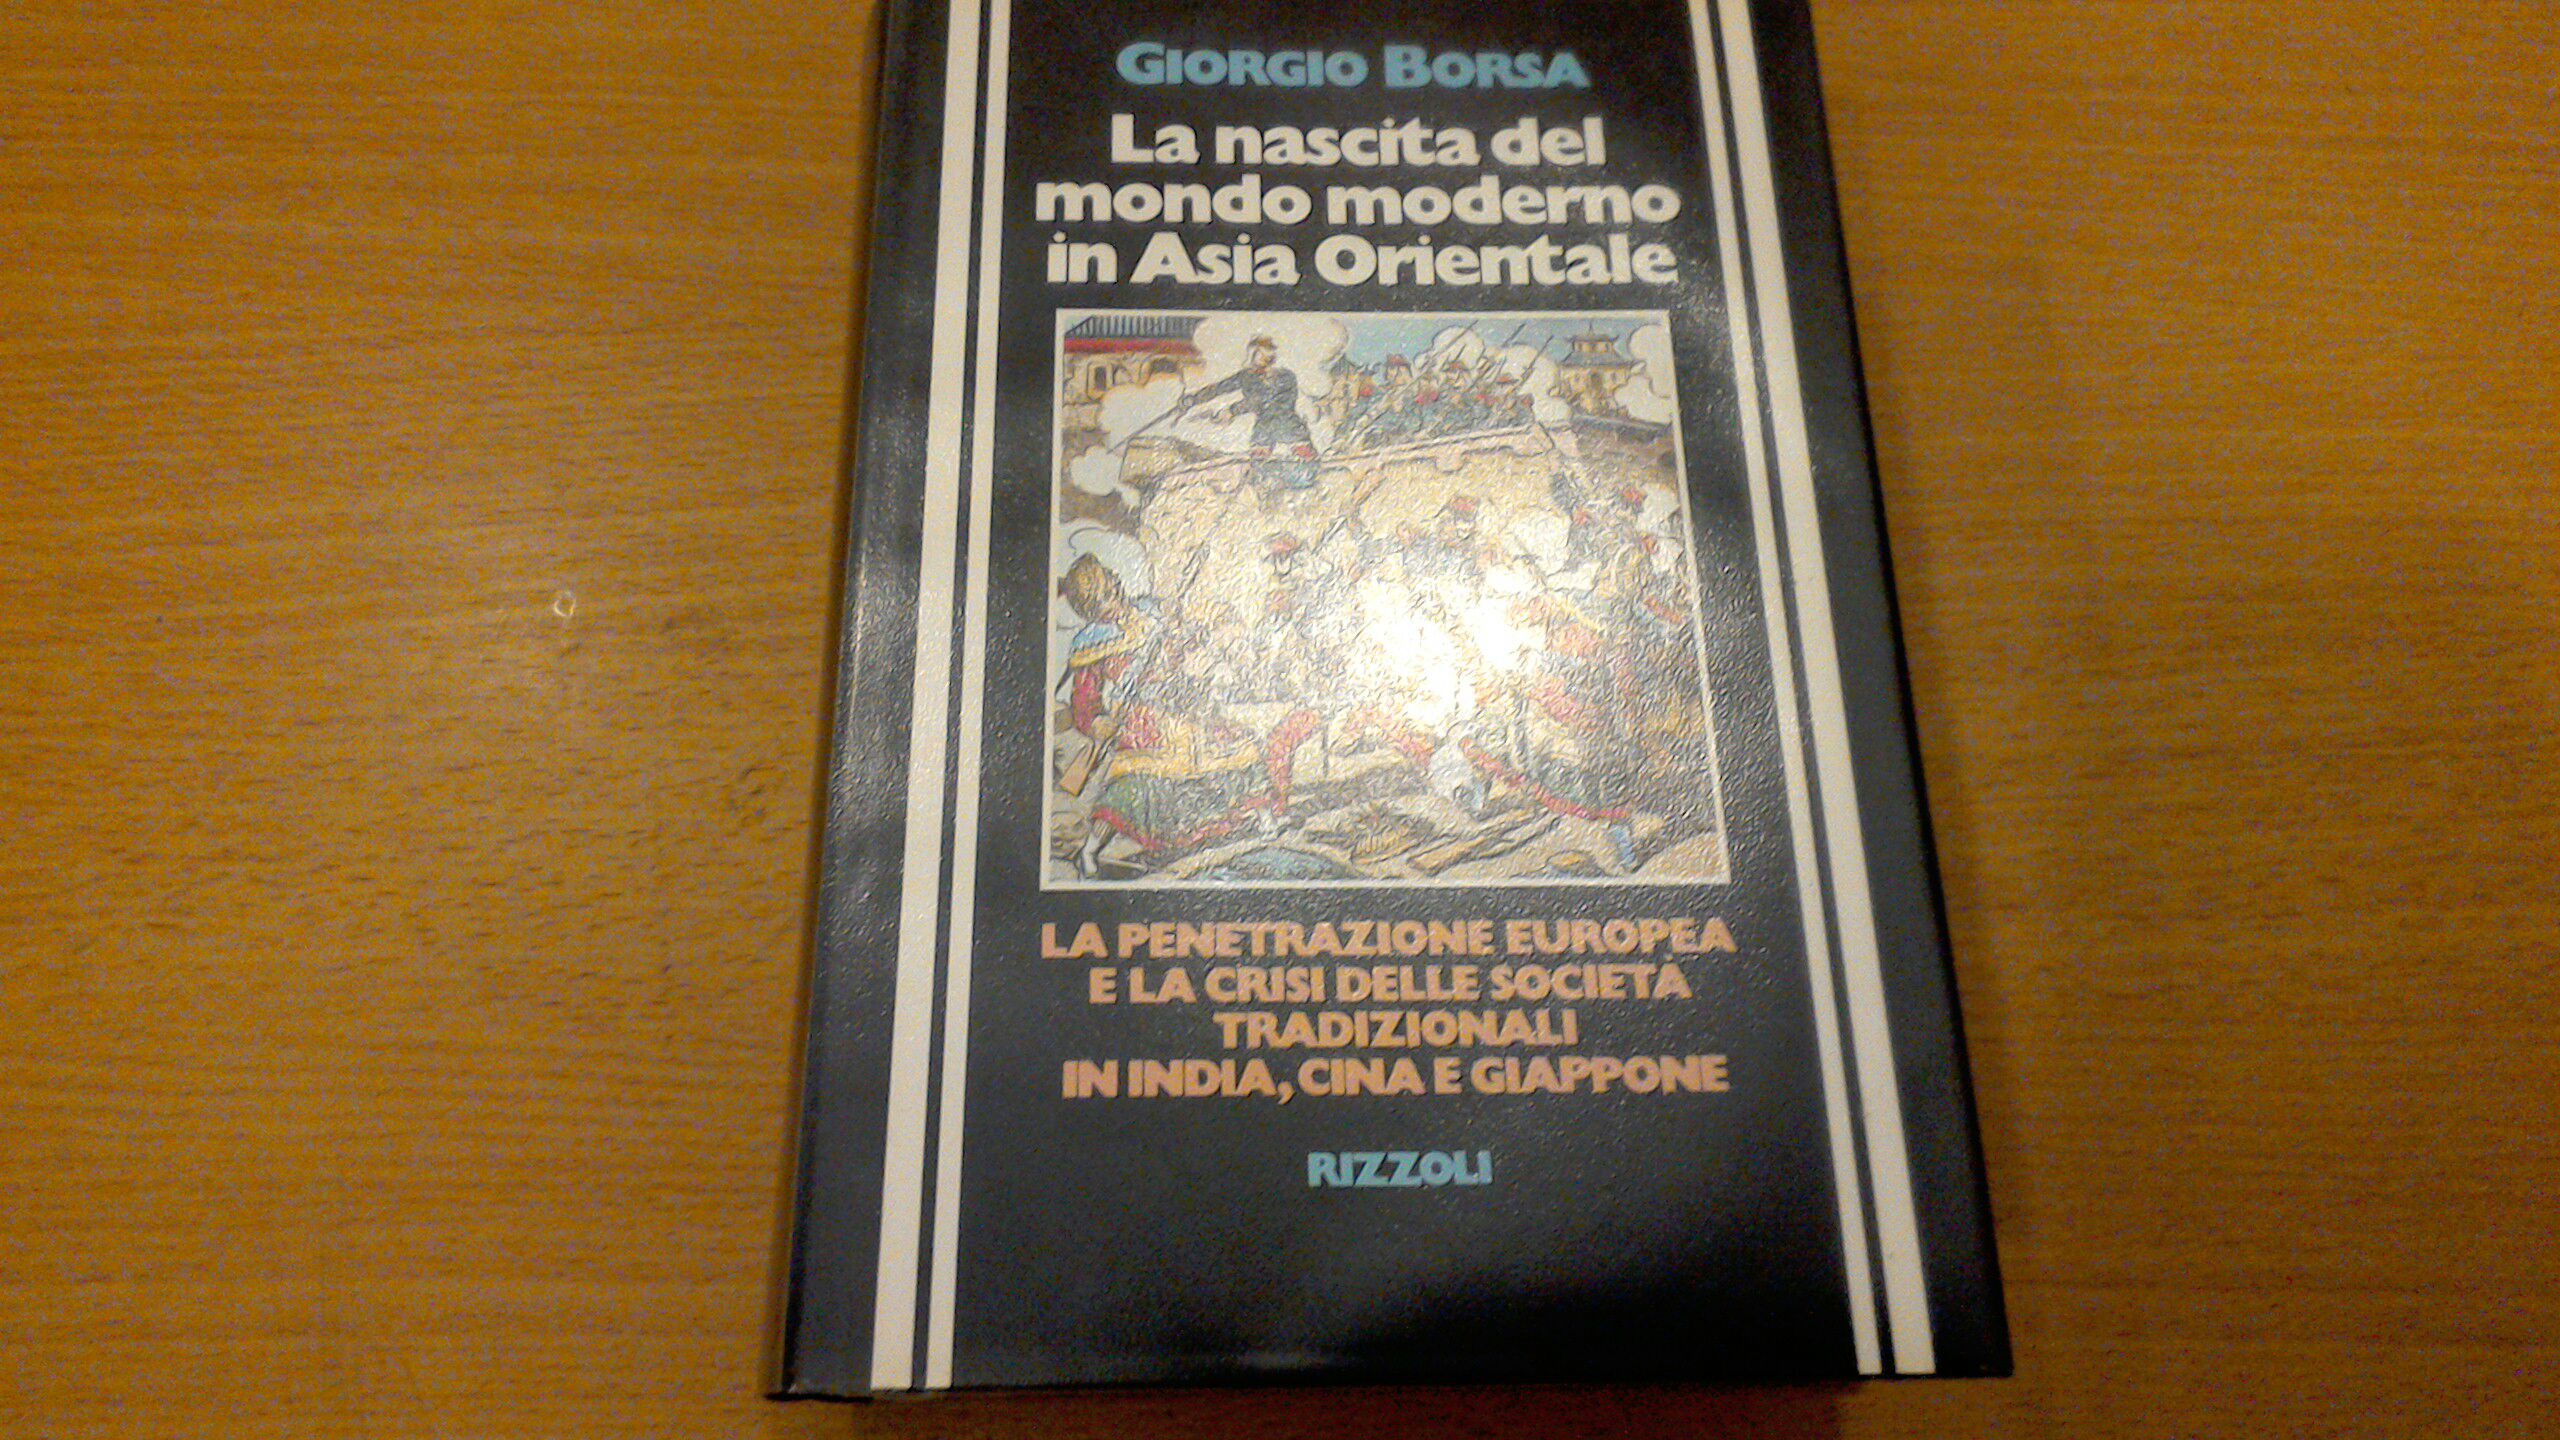 GIORGIO BORSA
La nascita del
mondo moderno
in Asia Orientale
LA PENETRAZIONE EUROPEA
E LA CRISI DELLE SOCIETÀ
TRADIZIONALI
IN INDIA, CINA E GIAPPONE
RIZZOLI